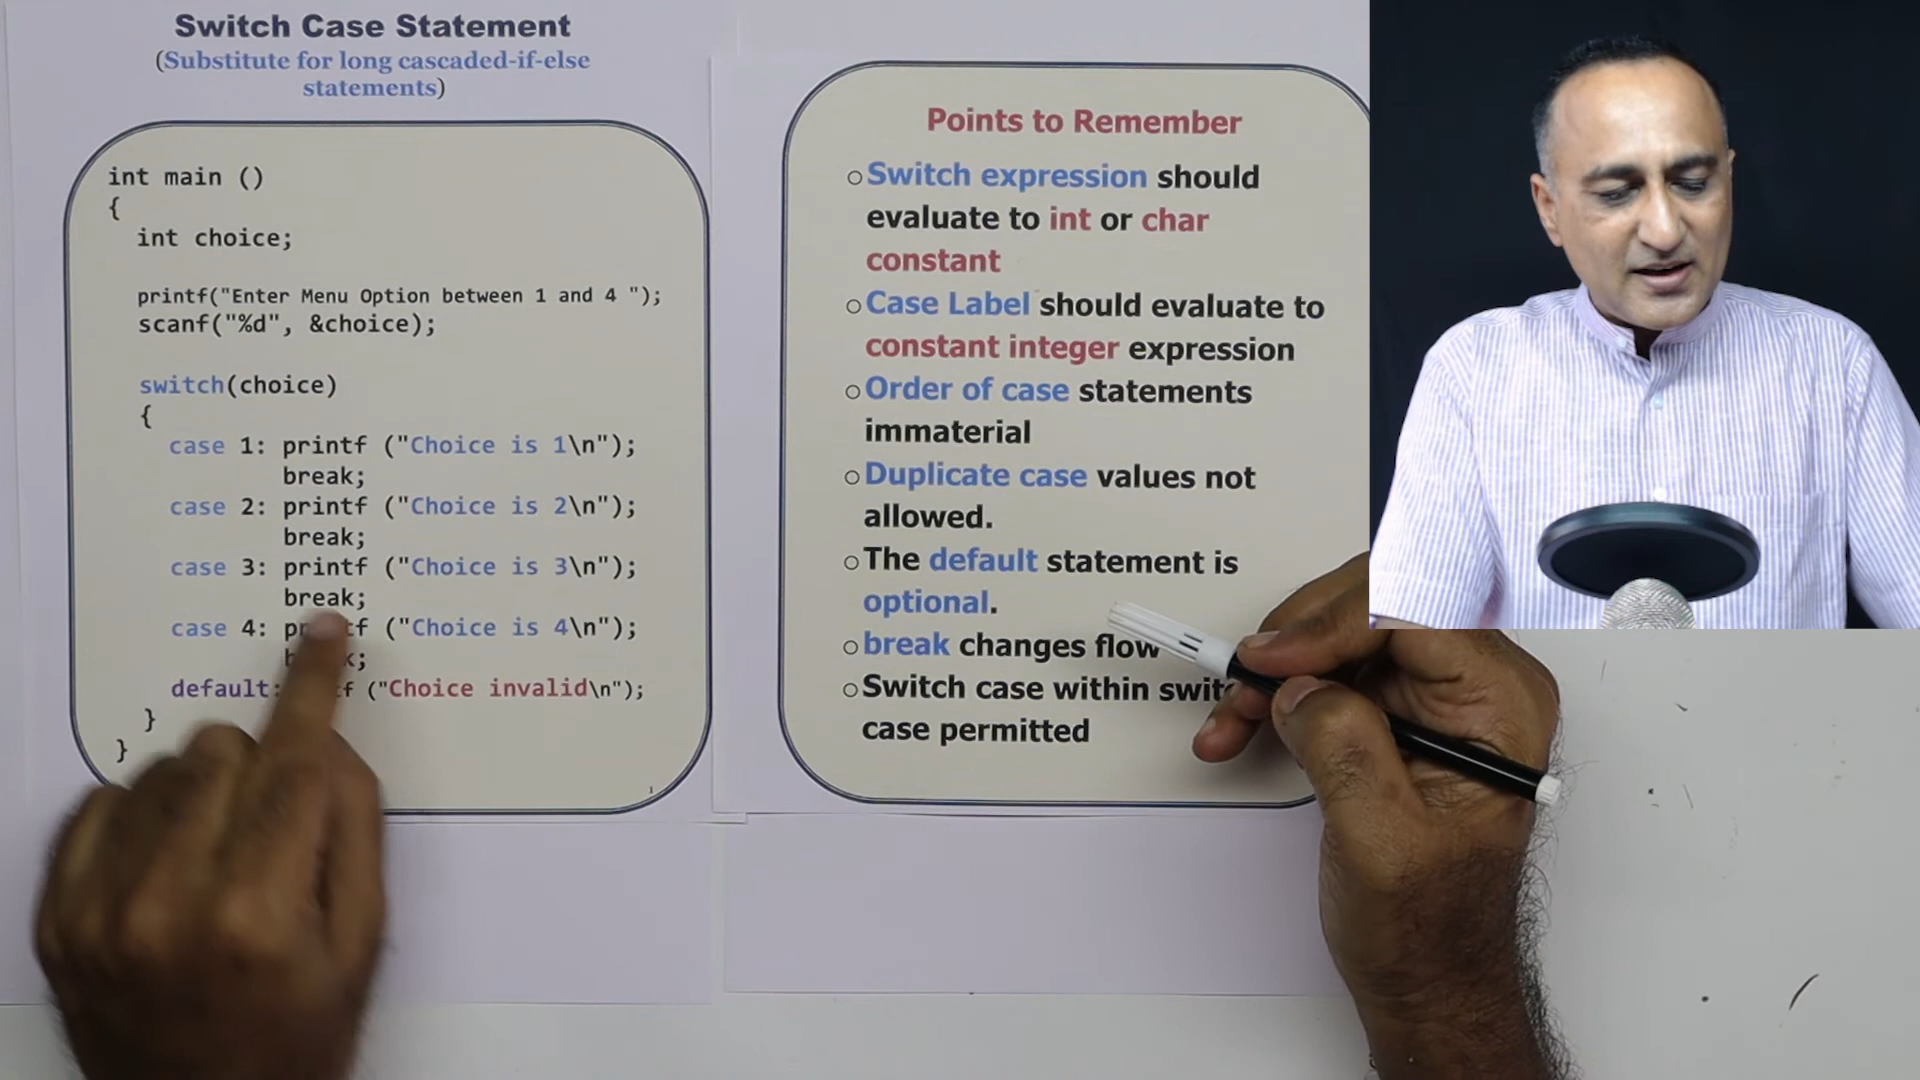 Switch Case Statement
(Substitute for long cascaded-if-else
statements)
int main ()
{
int choice;
printf("Enter Menu Option between 1 and 4 ");
scanf("%d", &choice);
switch(choice)
{
case 1: printf ("Choice is 1\n");
break;
case 2: printf ("Choice is 2\n");
break;
case 3: printf ("Choice is 3\n");
break;
case 4: printf ("Choice is 4\n");
default: ("Choice invalid\n");
}
}
1
Points to Remember
Switch expression should
evaluate to int or char
constant
Case Label should evaluate to
constant integer expression
Order of case statements
immaterial
Duplicate case values not
allowed.
The default statement is
optional.
break changes flow
Switch case within
case permitted